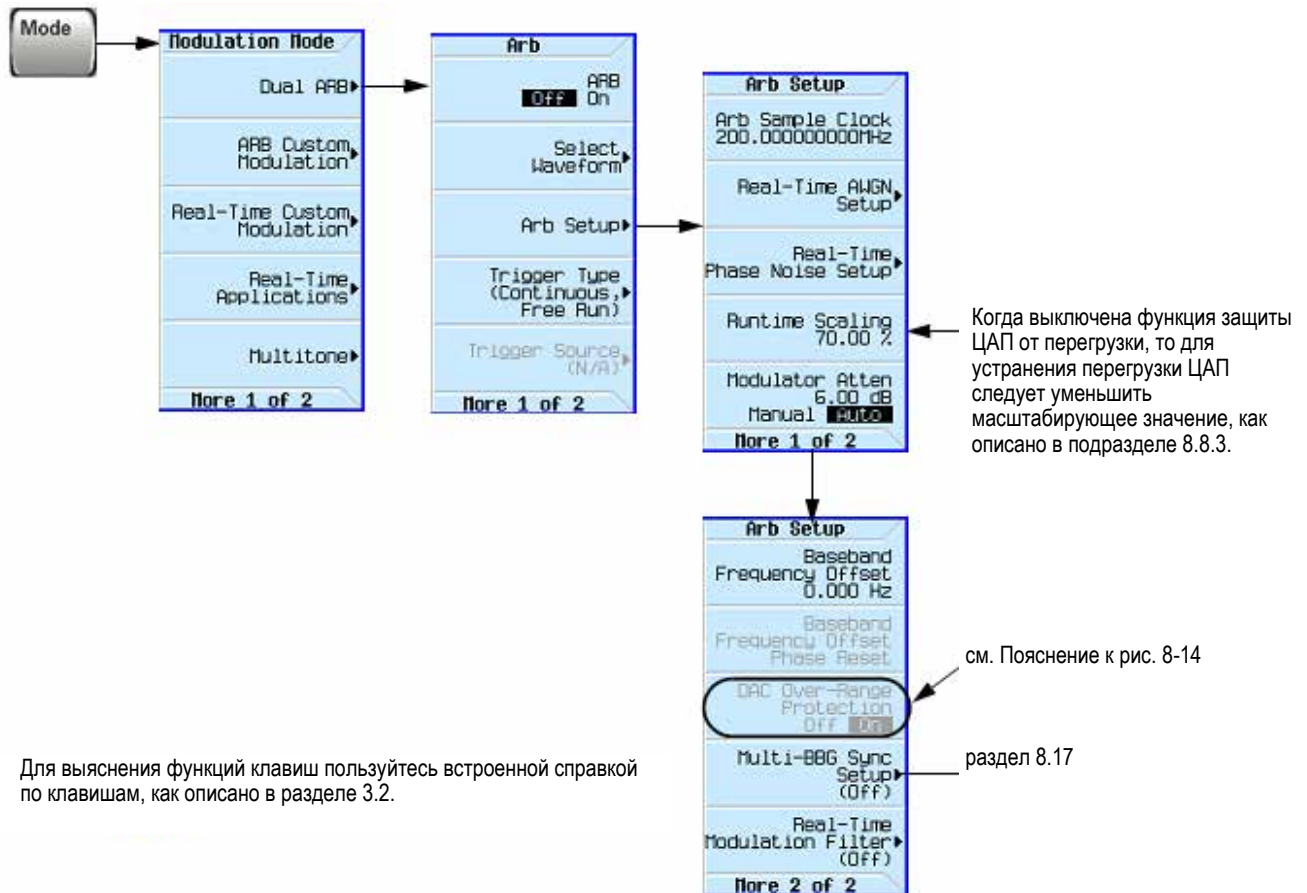 Mode
Modulation Mode
Dual ARB
ARB Custom
Modulation
Real-Time Custom
Modulation
Real-Time
Applications
Multitone
More 1 of 2
Arb
ARB
Off On
Select
Waveform
Arb Setup
Trigger Type
(Continuous,
Free Run)
Trigger Source
(N/A)
More 1 of 2
Arb Setup
Arb Sample Clock
200.000000000MHz
Real-Time AWGN
Setup
Real-Time
Phase Noise Setup
Runtime Scaling
70.00 %
Modulator Atten
6.00 dB
Manual Auto
More 1 of 2
Когда выключена функция защиты
ЦАП от перегрузки, то для
устранения перегрузки ЦАП
следует уменьшить
масштабирующее значение, как
описано в подразделе 8.8.3.
Arb Setup
Baseband
Frequency Offset
0.000 Hz
Baseband
Frequency Offset
Phase Reset
DAC Over-Range
Protection
Off On
Multi-BBG Sync
Setup
(Off)
Real-Time
Modulation Filter
(Off)
More 2 of 2
см. Пояснение к рис. 8-14
раздел 8.17
Для выяснения функций клавиш пользуйтесь встроенной справкой
по клавишам, как описано в разделе 3.2.